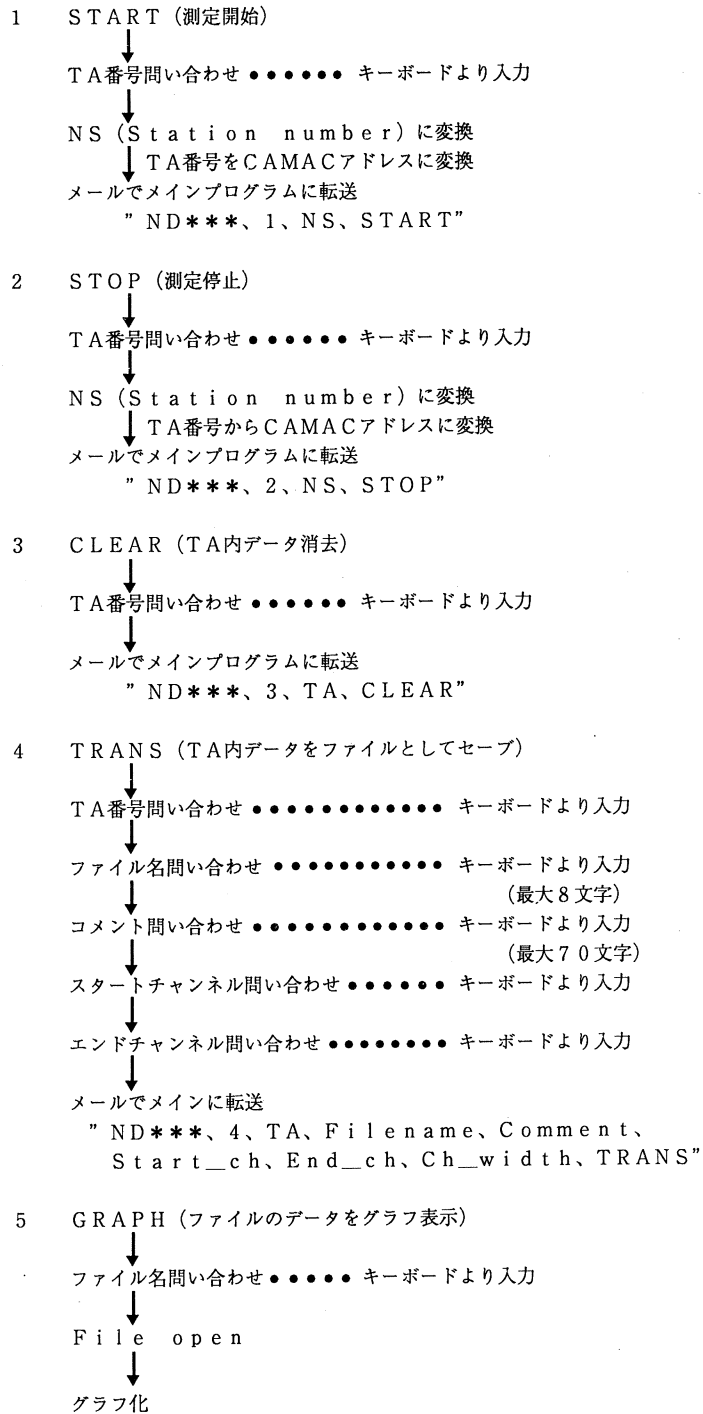 1 START(測定開始)
TA番号問い合わせ●●●●●●キーボードより入力
NS(Station number)に変換
TA番号をCAMACアドレスに変換
メールでメインプログラムに転送
”ND***、1、NS、START”
2 STOP(測定停止)
TA番号問い合わせ●●●●●●キーボードより入力
NS(Station number)に変換
TA番号からCAMACアドレスに変換
メールでメインプログラムに転送
”ND***、2、NS、STOP”
3 CLEAR(TA内データ消去)
TA番号問い合わせ●●●●●●キーボードより入力
メールでメインプログラムに転送
”ND***、3、TA、CLEAR”
4 TRANS(TA内データをファイルとしてセーブ)
TA番号問い合わせ●●●●●●●●●●●●キーボードより入力
ファイル名問い合わせ●●●●●●●●●●●キーボードより入力
(最大8文字)
コメント問い合わせ●●●●●●●●●●●●キーボードより入力
(最大70文字)
スタートチャンネル問い合わせ●●●●●●キーボードより入力
エンドチャンネル問い合わせ●●●●●●●●キーボードより入力
メールでメインに転送
”ND***、4、TA、Filename、Comment、
Start_ch、End_ch、Ch_width、TRANS”
5 GRAPH(ファイルのデータをグラフ表示)
ファイル名問い合わせ●●●●●キーボードより入力
File open
グラフ化